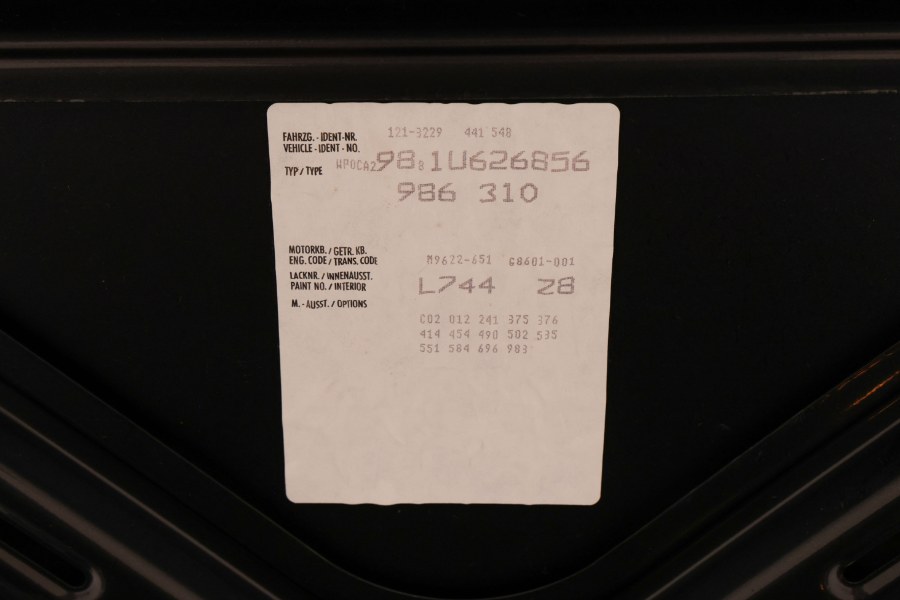 121-3229 441 548
FAHRZG. - IDENT-NR.
VEHICLE - IDENT - NO.
WP0CA298
8
1U626856
TYP / TYPE
986 310
MOTORKB. / GETR. KB.
ENG. CODE / TRANS. CODE
M9622-651 G8601-001
LACKNR. / INNENAUSST.
PAINT NO. / INTERIOR
L744 Z8
M. - AUSST. / OPTIONS
C02 012 241 375 376
414 454 490 502 535
551 584 696 983